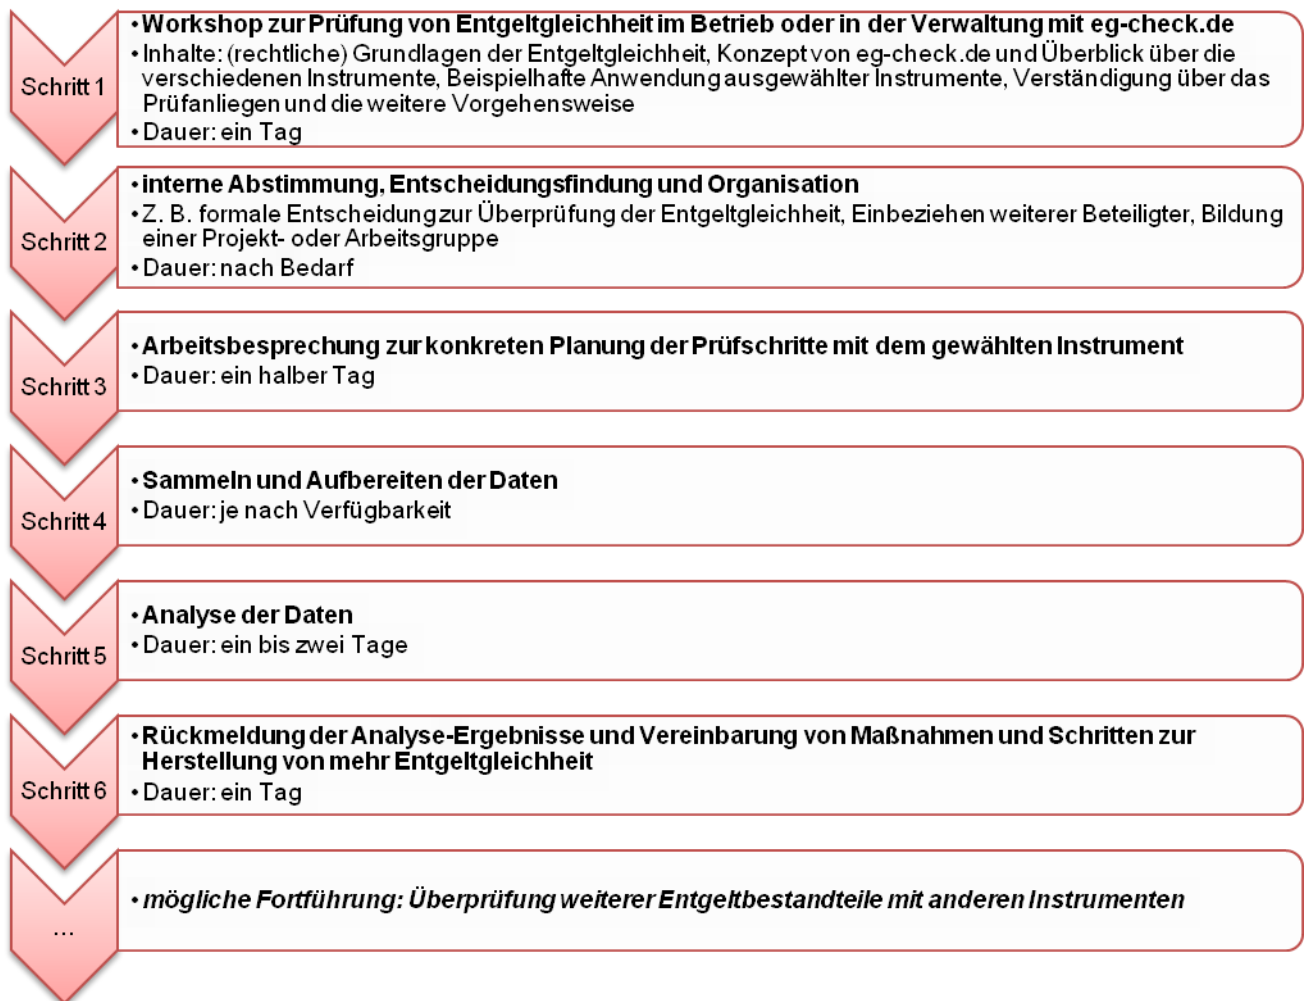 Schritt 1
• Workshop zur Prüfung von Entgeltgleichheit im Betrieb oder in der Verwaltung mit eg-check.de
• Inhalte: (rechtliche) Grundlagen der Entgeltgleichheit, Konzept von eg-check.de und Überblick über die
verschiedenen Instrumente, Beispielhafte Anwendung ausgewählter Instrumente, Verständigung über das
Prüfanliegen und die weitere Vorgehensweise
• Dauer: ein Tag
Schritt 2
• interne Abstimmung, Entscheidungsfindung und Organisation
• Z. B. formale Entscheidung zur Überprüfung der Entgeltgleichheit, Einbeziehen weiterer Beteiligter, Bildung
einer Projekt- oder Arbeitsgruppe
• Dauer: nach Bedarf
Schritt 3
• Arbeitsbesprechung zur konkreten Planung der Prüfschritte mit dem gewählten Instrument
• Dauer: ein halber Tag
Schritt 4
• Sammeln und Aufbereiten der Daten
• Dauer: je nach Verfügbarkeit
Schritt 5
• Analyse der Daten
• Dauer: ein bis zwei Tage
Schritt 6
• Rückmeldung der Analyse-Ergebnisse und Vereinbarung von Maßnahmen und Schritten zur
Herstellung von mehr Entgeltgleichheit
• Dauer: ein Tag
...
• mögliche Fortführung: Überprüfung weiterer Entgeltbestandteile mit anderen Instrumenten